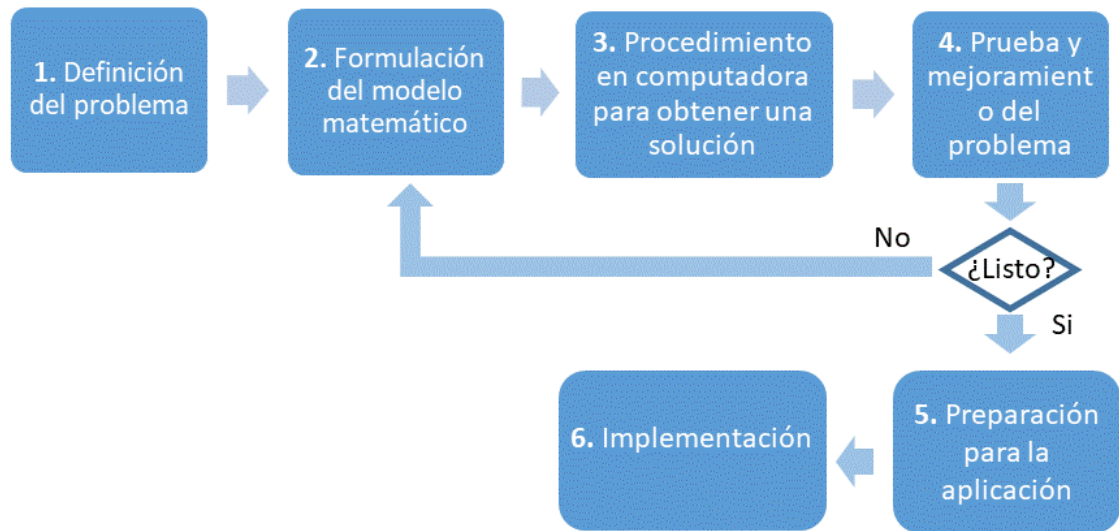 1. Definición
del problema
2. Formulación
del modelo
matemático
3. Procedimiento
en computadora
para obtener una
solución
4. Prueba y
mejoramient
o del
problema
No
¿Listo?
Si
6. Implementación
5. Preparación
para la
aplicación